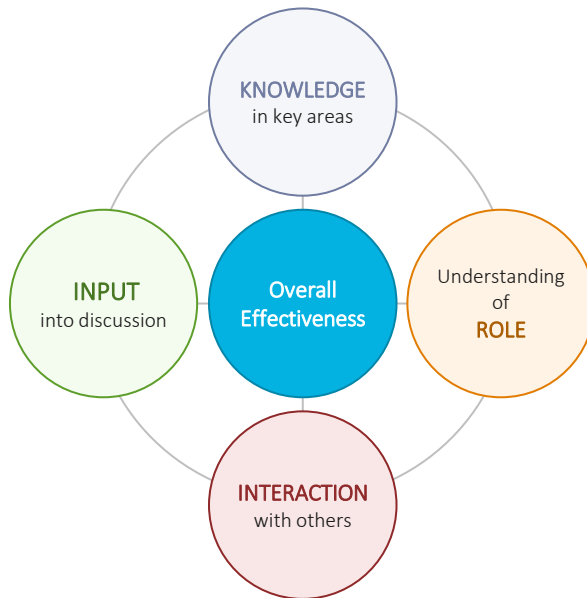 KNOWLEDGE
in key areas
INPUT
into discussion
Overall
Effectiveness
Understanding
of
ROLE
INTERACTION
with others